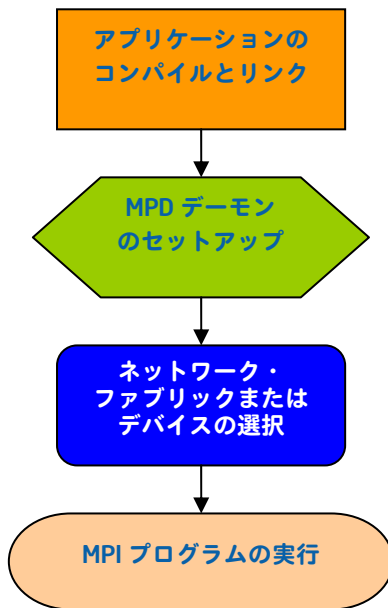 アプリケーションの
コンパイルとリンク
MPD デーモン
のセットアップ
ネットワーク・
ファブリックまたは
デバイスの選択
MPI プログラムの実行